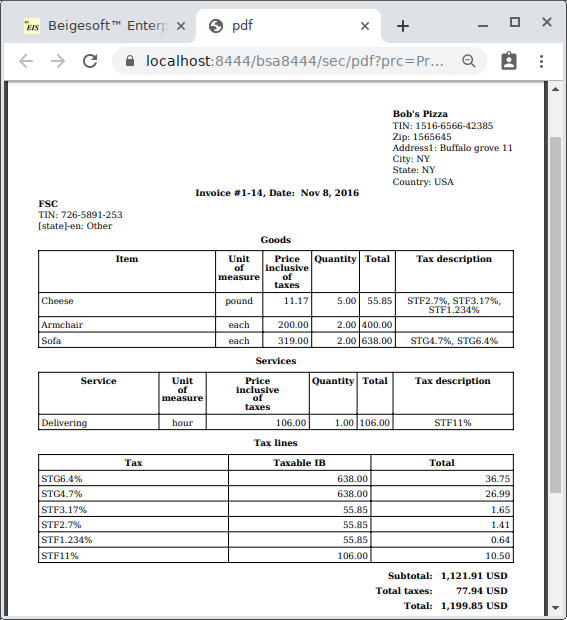 EIS Beigesoft™ Enterp
pdf
localhost:8444/bsa8444/sec/pdf?prc=Pr...
Bob's Pizza
TIN: 1516-6566-42385
Zip: 1565645
Address1: Buffalo grove 11
City: NY
State: NY
Country: USA
Invoice #1-14, Date: Nov 8, 2016
FSC
TIN: 726-5891-253
[state]-en: Other
Goods
Item Unit of measure Price inclusive of taxes Quantity Total Tax description
Cheese pound 11.17 5.00 55.85 STF2.7%, STF3.17%, STF1.234%
Armchair each 200.00 2.00 400.00
Sofa each 319.00 2.00 638.00 STG4.7%, STG6.4%
Services
Service Unit of measure Price inclusive of taxes Quantity Total Tax description
Delivering hour 106.00 1.00 106.00 STF11%
Tax lines
Tax Taxable IB Total
STG6.4% 638.00 36.75
STG4.7% 638.00 26.99
STF3.17% 55.85 1.65
STF2.7% 55.85 1.41
STF1.234% 55.85 0.64
STF11% 106.00 10.50
Subtotal: 1,121.91 USD
Total taxes: 77.94 USD
Total: 1,199.85 USD